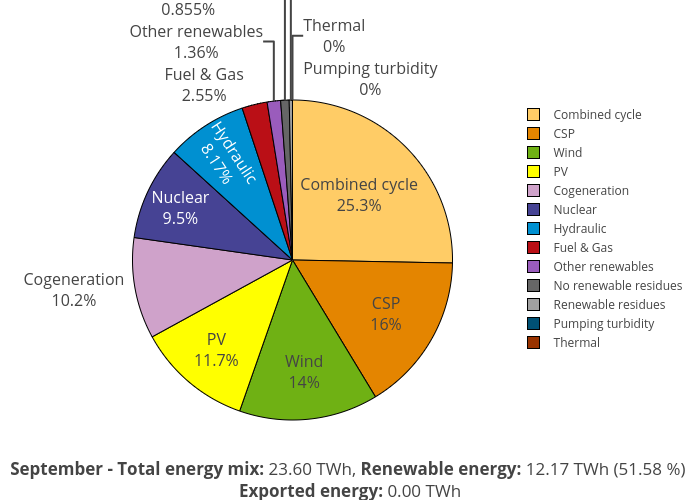 0.855%
Other renewables
1.36%
Fuel & Gas
2.55%
Thermal
0%
Pumping turbidity
0%
Hydraulic
8.17%
Combined cycle
25.3%
Nuclear
9.5%
Cogeneration
10.2%
CSP
16%
PV
11.7%
Wind
14%
Combined cycle
CSP
Wind
PV
Cogeneration
Nuclear
Hydraulic
Fuel & Gas
Other renewables
No renewable residues
Renewable residues
Pumping turbidity
Thermal
September - Total energy mix: 23.60 TWh, Renewable energy: 12.17 TWh (51.58 %)
Exported energy: 0.00 TWh